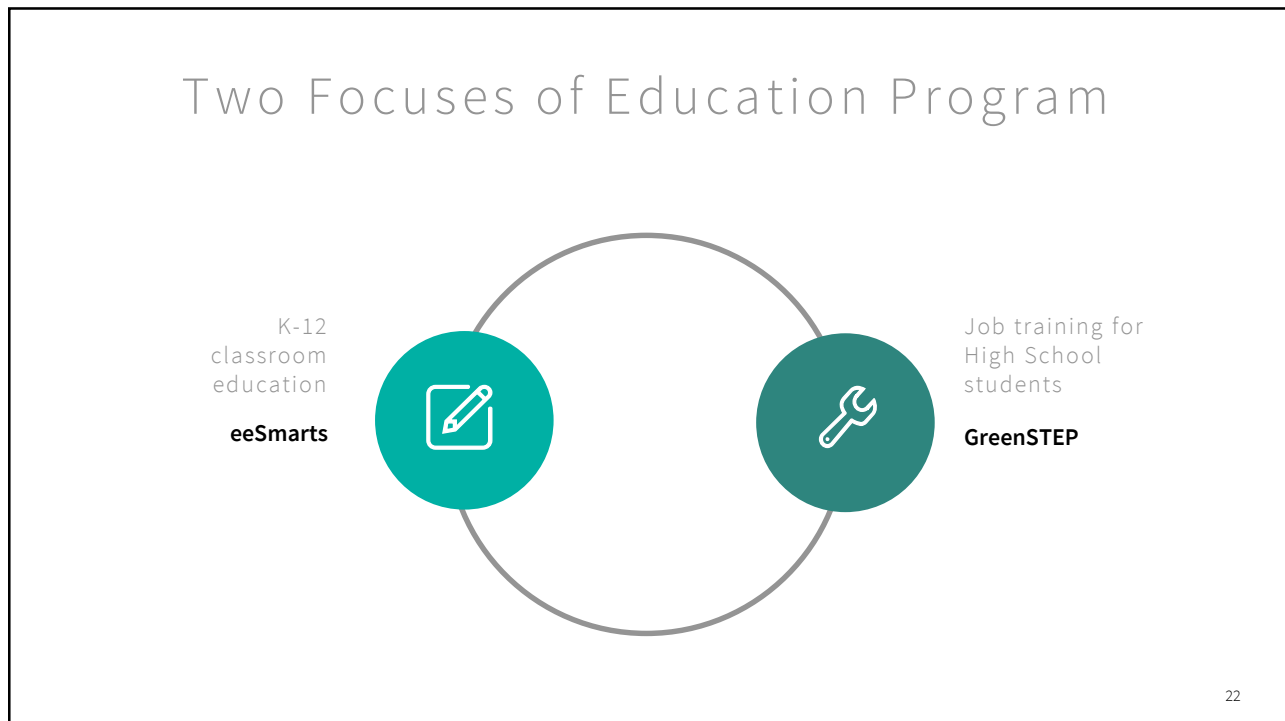 Two Focuses of Education Program
K-12
classroom
education
eeSmarts
Job training for
High School
students
GreenSTEP
22